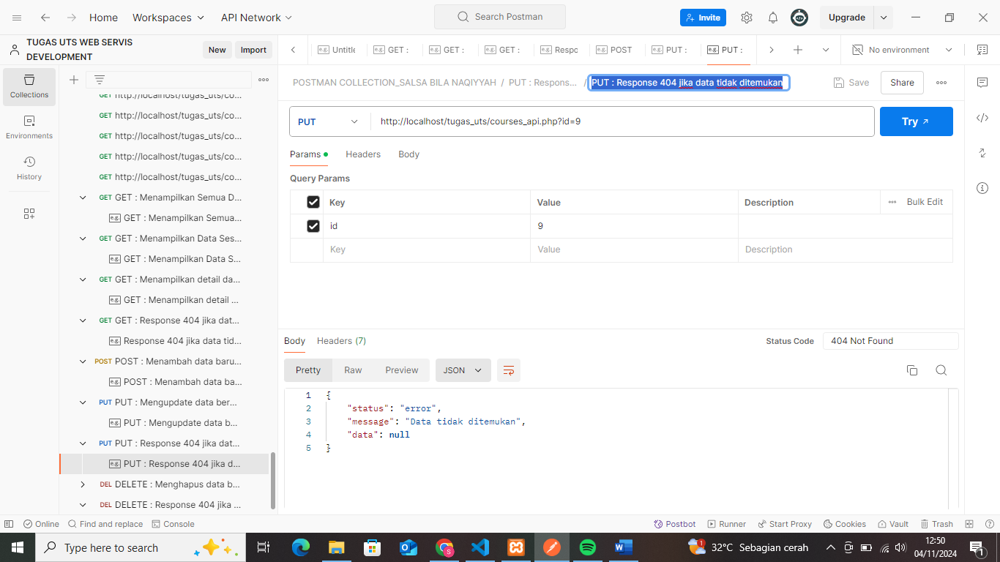 Home
Workspaces
API Network
Search Postman
Invite
Upgrade
TUGAS UTS WEB SERVIS
DEVELOPMENT
New
Import
Untitle
GET :
GET :
GET :
Respo
POST
PUT :
PUT :
No environment
Collections
Environments
History
GET http://localhost/tugas_uts/co...
GET http://localhost/tugas_uts/co...
GET http://localhost/tugas_uts/co...
GET http://localhost/tugas_uts/co...
GET http://localhost/tugas_uts/co...
GET GET : Menampilkan Semua D...
e.g. GET : Menampilkan Semua...
GET GET : Menampilkan Data Ses...
e.g. GET : Menampilkan Data S...
GET GET : Menampilkan detail da...
e.g. GET : Menampilkan detail ...
GET GET : Response 404 jika dat...
e.g. Response 404 jika data tid...
POST POST : Menambah data baru...
e.g. POST : Menambah data ba...
PUT PUT : Mengupdate data ber...
e.g. PUT : Mengupdate data b...
PUT PUT : Response 404 jika dat...
e.g. PUT : Response 404 jika d...
DEL DELETE : Menghapus data b...
DEL DELETE : Response 404 jika ...
POSTMAN COLLECTION_SALSA BILA NAQIYYAH / PUT : Respons... / PUT : Response 404 jika data tidak ditemukan
Save
Share
PUT
http://localhost/tugas_uts/courses_api.php?id=9
Try
Params
Headers
Body
Query Params
Key Value Description Bulk Edit
id 9
Key Value Description
Body
Headers (7)
Status Code
404 Not Found
Pretty
Raw
Preview
JSON
1 {
2 "status": "error",
3 "message": "Data tidak ditemukan",
4 "data": null
5 }
Online
Find and replace
Console
Postbot
Runner
Start Proxy
Cookies
Vault
Trash
Type here to search
1
32°C Sebagian cerah
12:50
04/11/2024
1